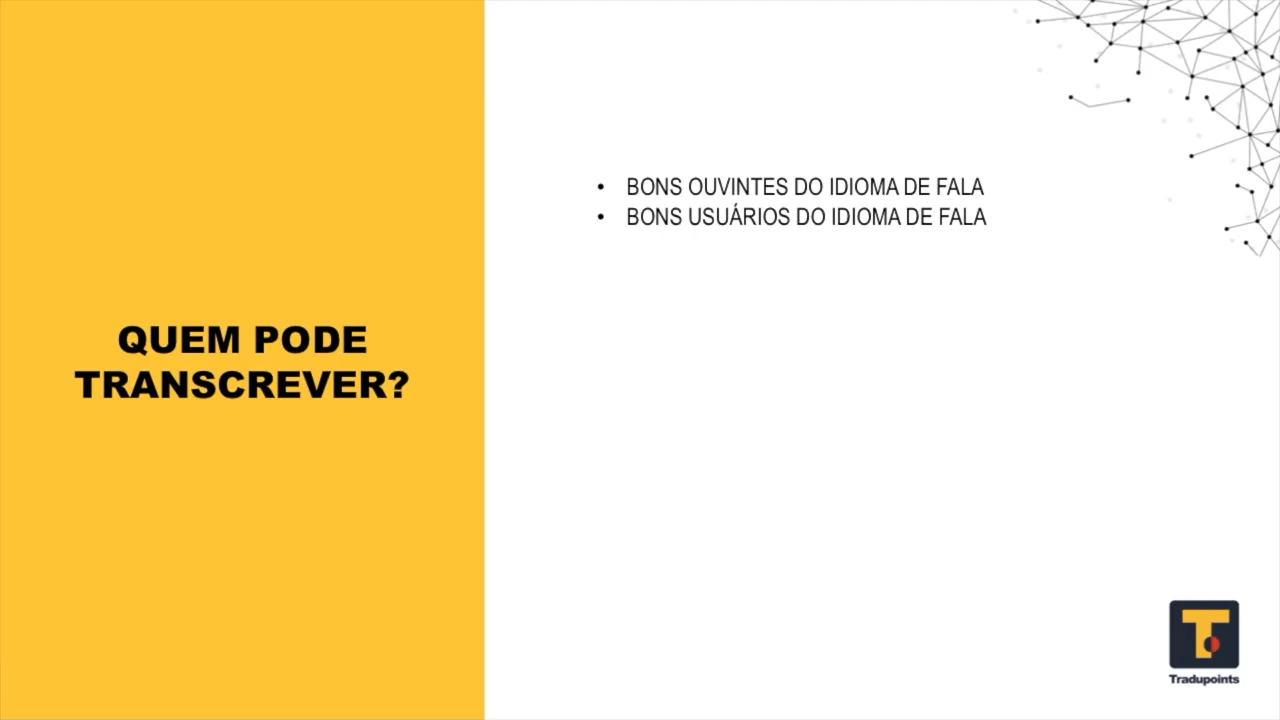 QUEM PODE
TRANSCREVER?
• BONS OUVINTES DO IDIOMA DE FALA
• BONS USUÁRIOS DO IDIOMA DE FALA
T
Tradupoints